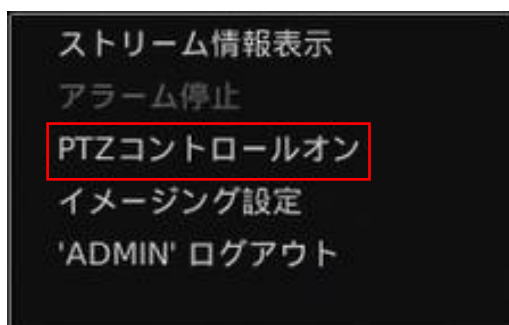 ストリーム情報表示
アラーム停止
PTZコントロールオン
イメージング設定
'ADMIN' ログアウト